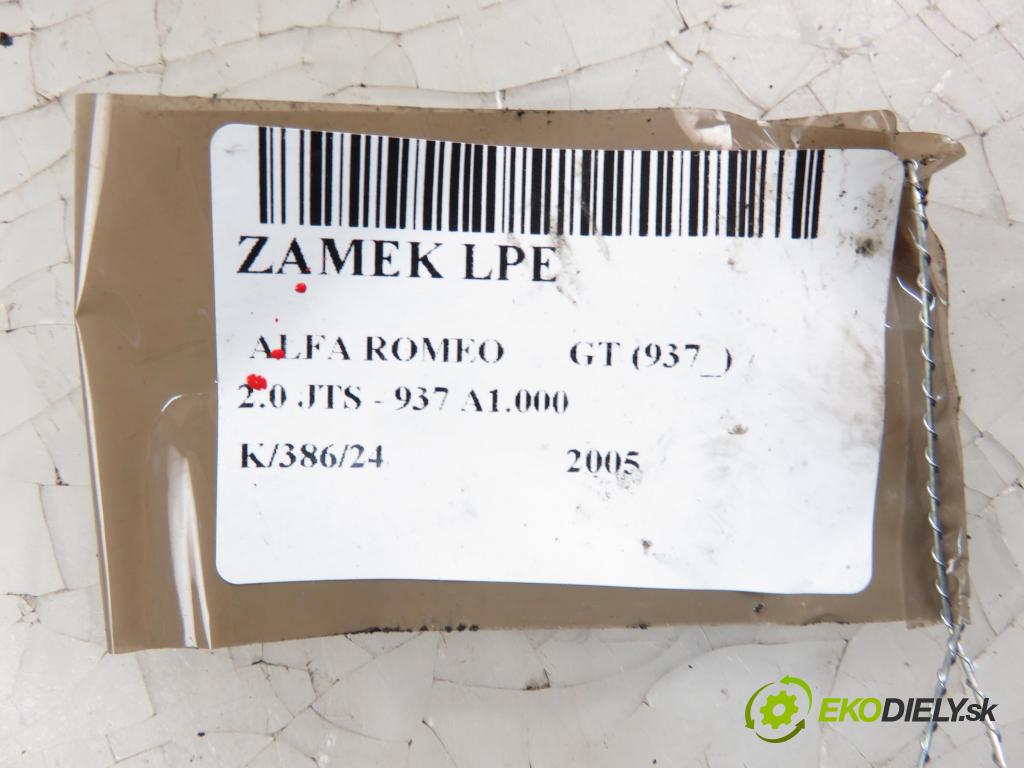 ZAMEK LPE
ALFA ROMEO GT (937_)
2.0 JTS - 937 A1.000
K/386/24 2005
EKODIELY.sk